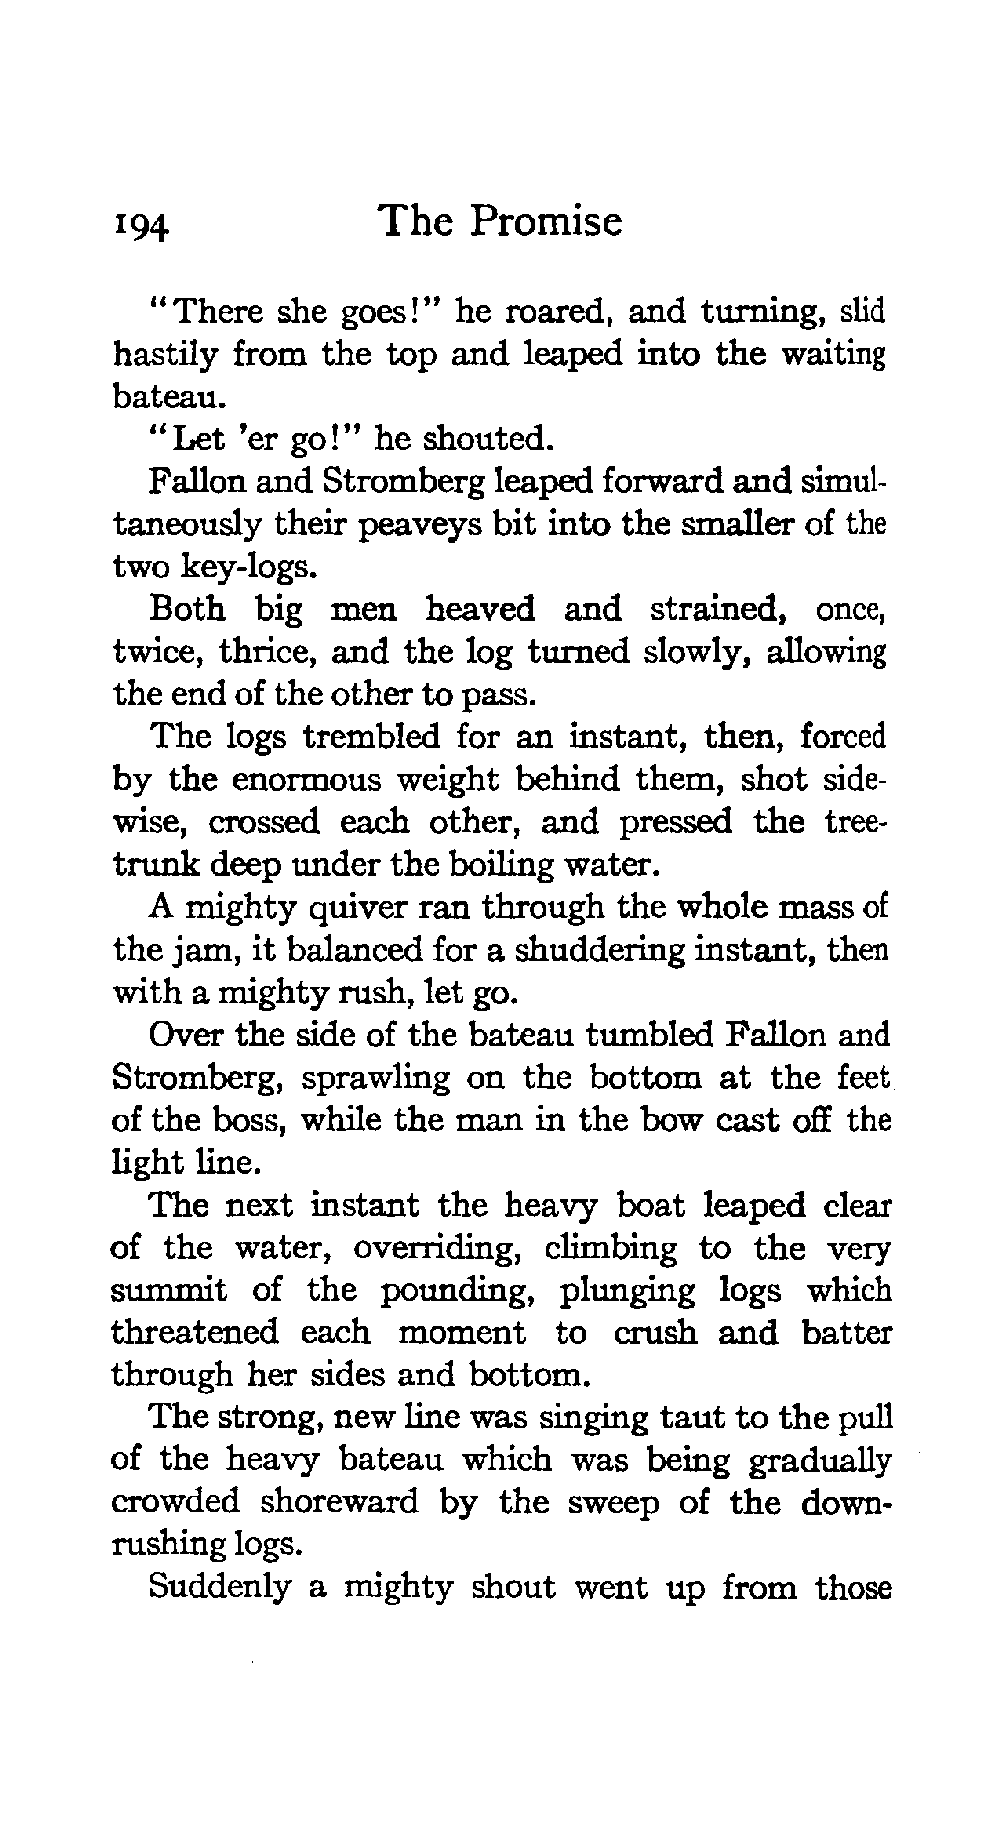 194 The Promise
"There she goes!" he roared, and turning, slid
hastily from the top and leaped into the waiting
bateau.
"Let 'er go!" he shouted.
Fallon and Stromberg leaped forward and simul-
taneously their peaveys bit into the smaller of the
two key-logs.
Both big men heaved and strained, once,
twice, thrice, and the log turned slowly, allowing
the end of the other to pass.
The logs trembled for an instant, then, forced
by the enormous weight behind them, shot side-
wise, crossed each other, and pressed the tree-
trunk deep under the boiling water.
A mighty quiver ran through the whole mass of
the jam, it balanced for a shuddering instant, then
with a mighty rush, let go.
Over the side of the bateau tumbled Fallon and
Stromberg, sprawling on the bottom at the feet
of the boss, while the man in the bow cast off the
light line.
The next instant the heavy boat leaped clear
of the water, overriding, climbing to the very
summit of the pounding, plunging logs which
threatened each moment to crush and batter
through her sides and bottom.
The strong, new line was singing taut to the pull
of the heavy bateau which was being gradually
crowded shoreward by the sweep of the down-
rushing logs.
Suddenly a mighty shout went up from those